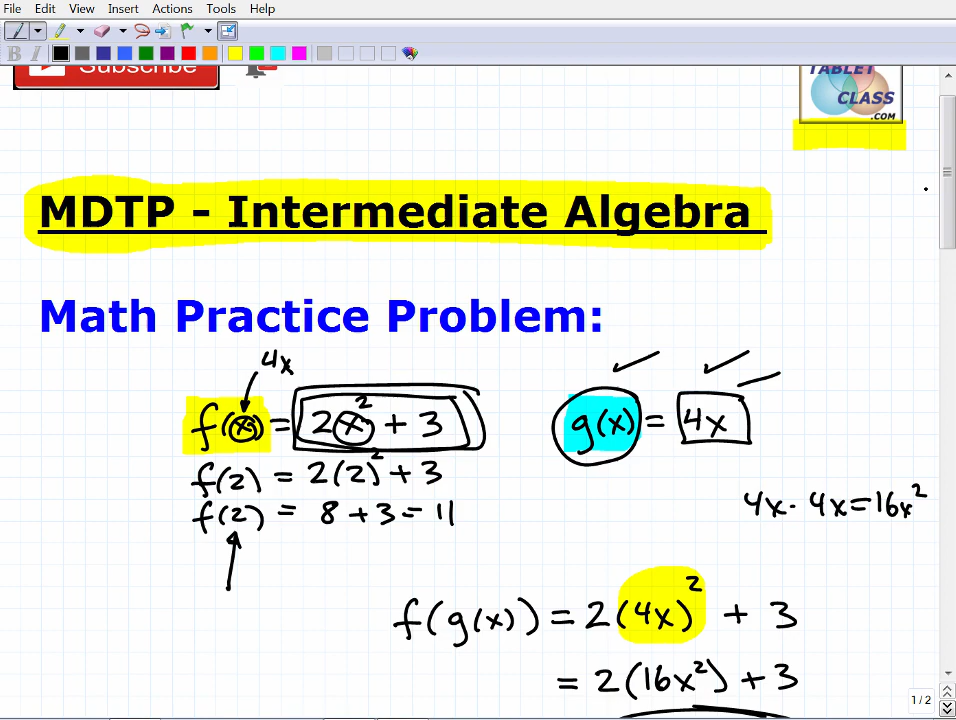 File Edit View Insert Actions Tools Help
B I
Subscribe
TABLET
CLASS
.COM
MDTP - Intermediate Algebra
Math Practice Problem:
4x
f(x) = 2x² + 3
g(x) = 4x
f(2) = 2(2)² + 3
f(2) = 8 + 3 = 11
4x · 4x = 16x²
f(g(x)) = 2(4x)² + 3
= 2(16x²) + 3
1 / 2